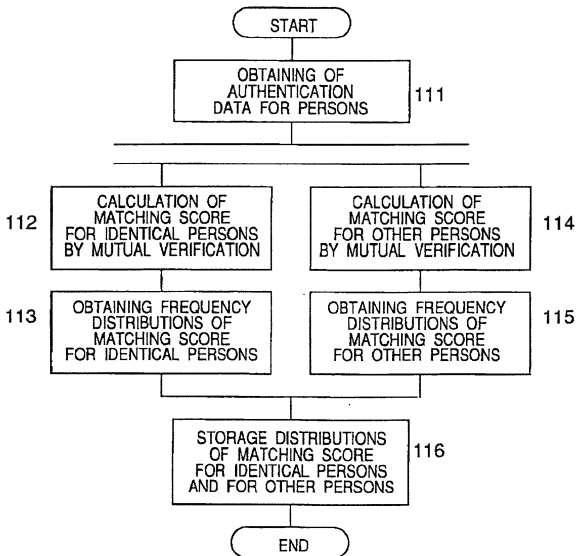 START
OBTAINING OF
AUTHENTICATION
DATA FOR PERSONS
111
112
CALCULATION OF
MATCHING SCORE
FOR IDENTICAL PERSONS
BY MUTUAL VERIFICATION
CALCULATION OF
MATCHING SCORE
FOR OTHER PERSONS
BY MUTUAL VERIFICATION
114
113
OBTAINING FREQUENCY
DISTRIBUTIONS OF
MATCHING SCORE
FOR IDENTICAL PERSONS
OBTAINING FREQUENCY
DISTRIBUTIONS OF
MATCHING SCORE
FOR OTHER PERSONS
115
STORAGE DISTRIBUTIONS
OF MATCHING SCORE
FOR IDENTICAL PERSONS
AND FOR OTHER PERSONS
116
END